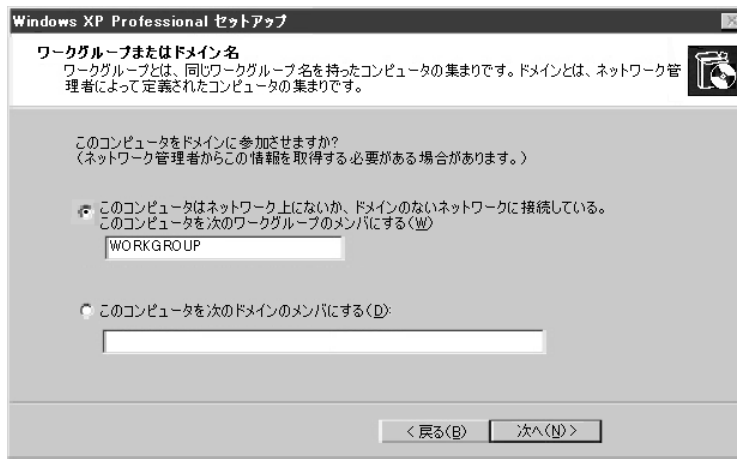 Windows XP Professional セットアップ
ワークグループまたはドメイン名
ワークグループとは、同じワークグループ名を持ったコンピュータの集まりです。ドメインとは、ネットワーク管
理者によって定義されたコンピュータの集まりです。
このコンピュータをドメインに参加させますか?
(ネットワーク管理者からこの情報を取得する必要がある場合があります。)
このコンピュータはネットワーク上にないか、ドメインのないネットワークに接続している。
このコンピュータを次のワークグループのメンバにする(W)
WORKGROUP
このコンピュータを次のドメインのメンバにする(D):
< 戻る(B) 次へ(N) >